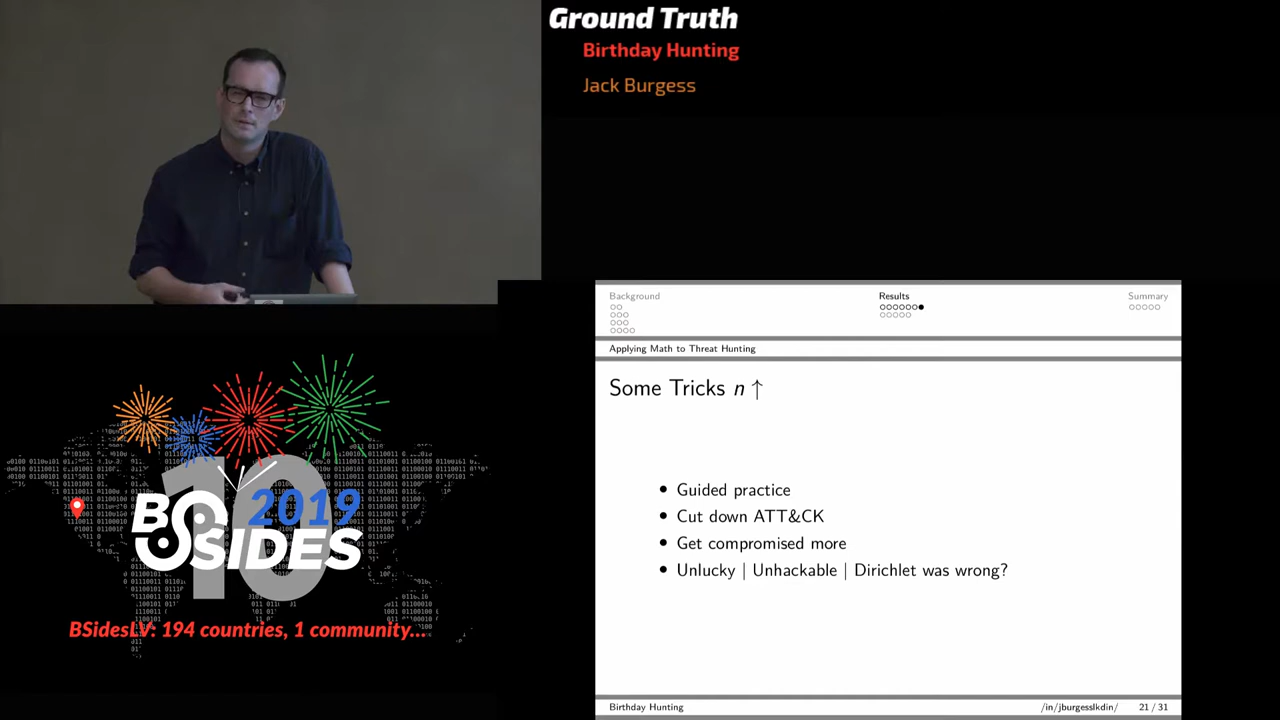 Ground Truth
Birthday Hunting
Jack Burgess
Background
Results
Summary
Applying Math to Threat Hunting
Some Tricks n ↑
• Guided practice
• Cut down ATT&CK
• Get compromised more
• Unlucky | Unhackable | Dirichlet was wrong?
Birthday Hunting
/in/jburgesslkdin/
21 / 31
10
2019
BSIDES
BSidesLV: 194 countries, 1 community...